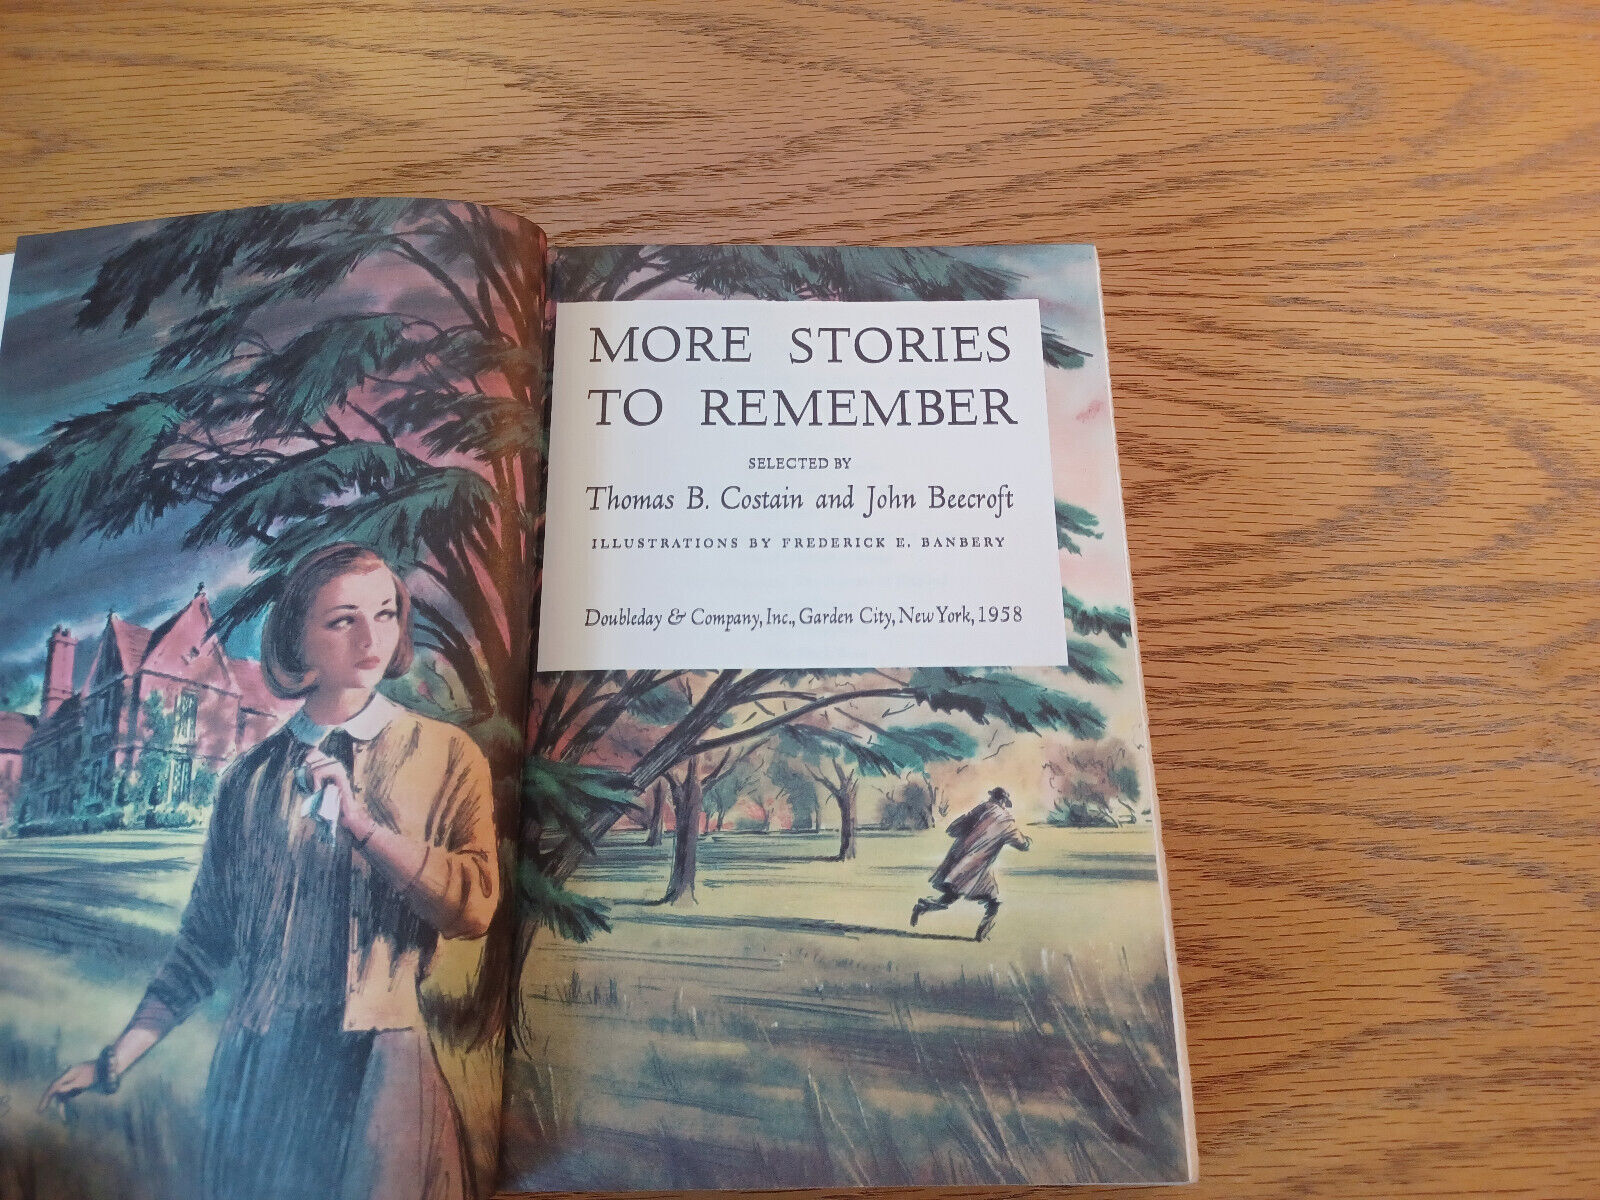 MORE STORIES
TO REMEMBER
SELECTED BY
Thomas B. Costain and John Beecroft
ILLUSTRATIONS BY FREDERICK E. BANBERY
Doubleday & Company, Inc., Garden City, New York, 1958